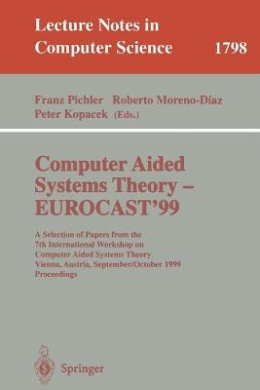 Lecture Notes in
Computer Science 1798
Franz Pichler Roberto Moreno-Díaz
Peter Kopacek (Eds.)
Computer Aided
Systems Theory –
EUROCAST'99
A Selection of Papers from the
7th International Workshop on
Computer Aided Systems Theory
Vienna, Austria, September/October 1999
Proceedings
Springer